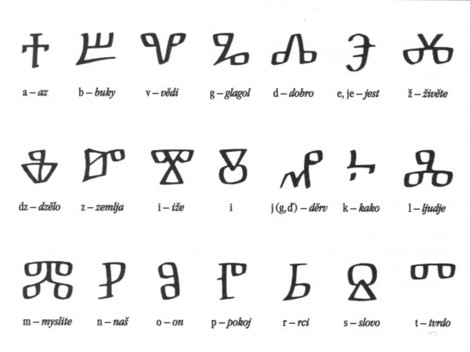 Ⰰ Ⰱ Ⰲ Ⰳ Ⰴ Ⰵ Ⰶ
a – az b – buky v – vědi g – glagol d – dobro e, je – jest ž – živěte
Ⰷ Ⰸ Ⰹ Ⰻ Ⰼ Ⰽ Ⰾ
dz – dzělo z – zemlja i – iže i j (g, ď) – děrv k – kako l – ljudje
Ⰿ Ⱀ Ⱁ Ⱂ Ⱃ Ⱄ Ⱅ
m – myslite n – naš o – on p – pokoj r – rci s – slovo t – tvrdo